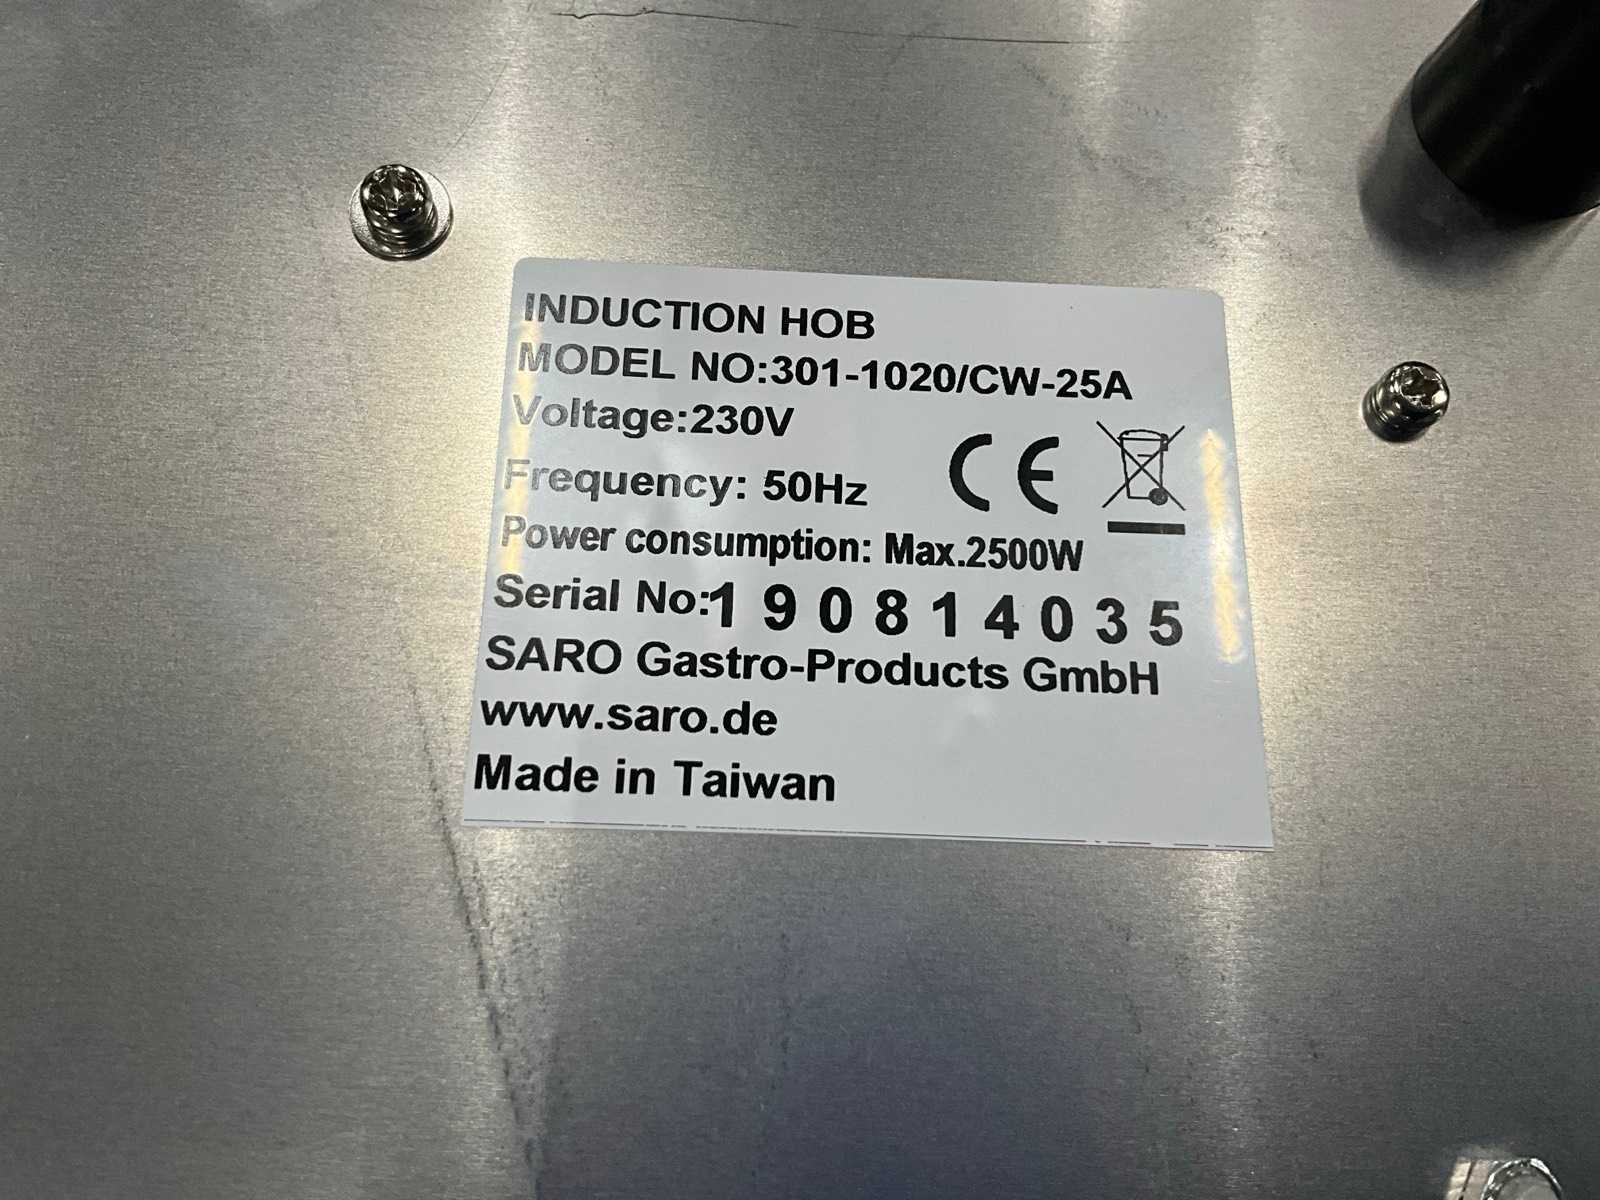 INDUCTION HOB
MODEL NO:301-1020/CW-25A
Voltage:230V
Frequency: 50Hz
CE
Power consumption: Max.2500W
Serial No:190814035
SARO Gastro-Products GmbH
www.saro.de
Made in Taiwan